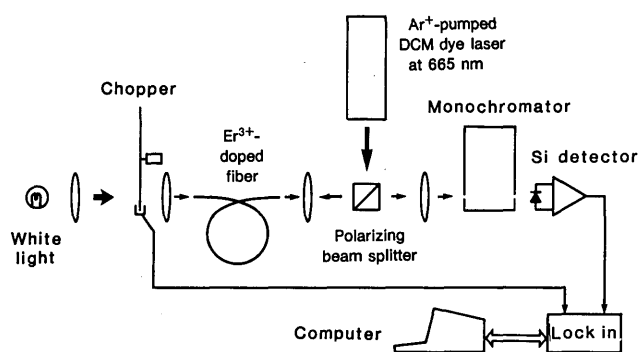 Ar+-pumped
DCM dye laser
at 665 nm
Chopper
Monochromator
Er3+-
doped
fiber
Si detector
White
light
Polarizing
beam splitter
Computer
Lock in